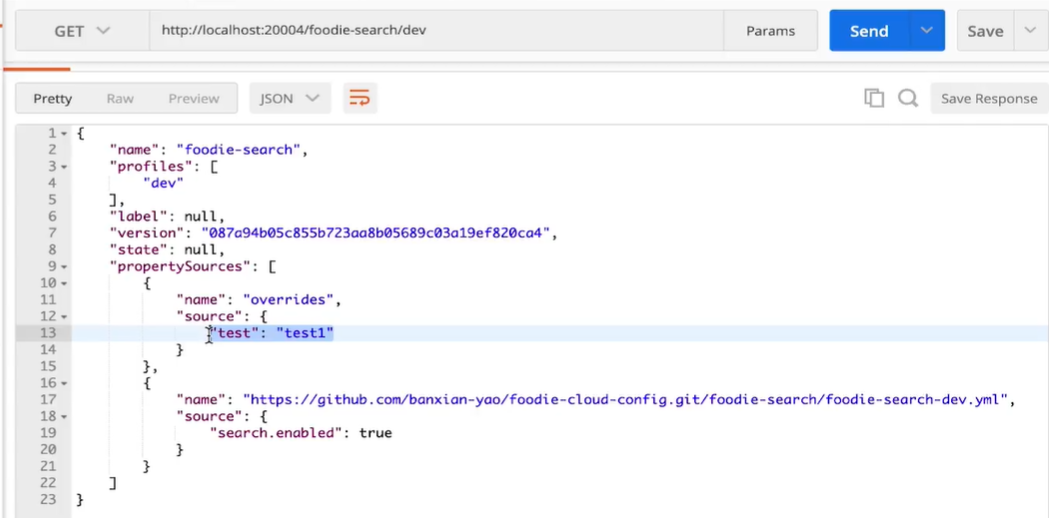 GET http://localhost:20004/foodie-search/dev Params Send Save
Pretty Raw Preview JSON Save Response
1 {
2 "name": "foodie-search",
3 "profiles": [
4 "dev"
5 ],
6 "label": null,
7 "version": "087a94b05c855b723aa8b05689c03a19ef820ca4",
8 "state": null,
9 "propertySources": [
10 {
11 "name": "overrides",
12 "source": {
13 "test": "test1"
14 }
15 },
16 {
17 "name": "https://github.com/banxian-yao/foodie-cloud-config.git/foodie-search/foodie-search-dev.yml",
18 "source": {
19 "search.enabled": true
20 }
21 }
22 ]
23 }